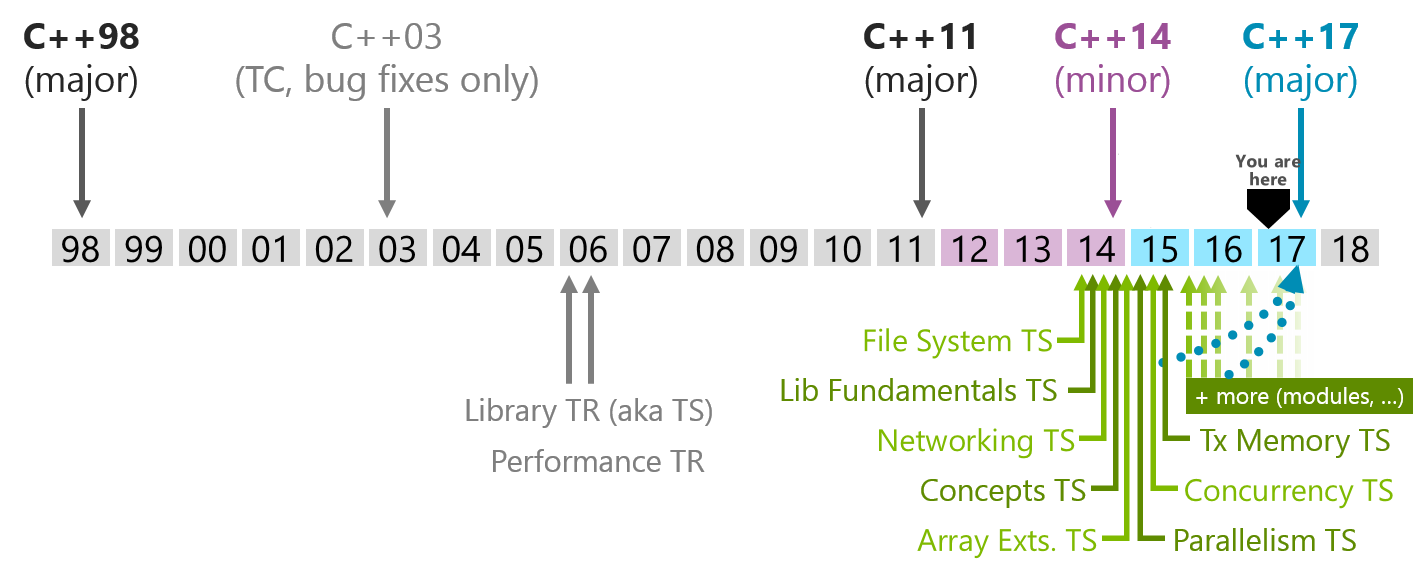 C++98
(major)
C++03
(TC, bug fixes only)
C++11
(major)
C++14
(minor)
C++17
(major)
You are
here
98 99 00 01 02 03 04 05 06 07 08 09 10 11 12 13 14 15 16 17 18
File System TS
Lib Fundamentals TS
Networking TS
Concepts TS
Array Exts. TS
Library TR (aka TS)
Performance TR
+ more (modules, ...)
Tx Memory TS
Concurrency TS
Parallelism TS